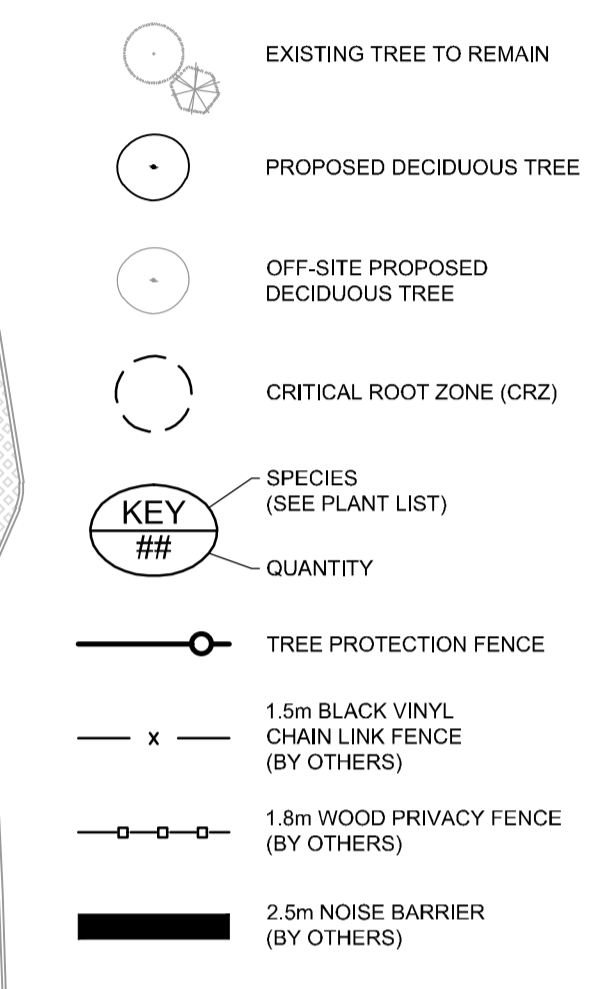 EXISTING TREE TO REMAIN
PROPOSED DECIDUOUS TREE
OFF-SITE PROPOSED
DECIDUOUS TREE
CRITICAL ROOT ZONE (CRZ)
KEY
##
SPECIES
(SEE PLANT LIST)
QUANTITY
TREE PROTECTION FENCE
x
1.5m BLACK VINYL
CHAIN LINK FENCE
(BY OTHERS)
1.8m WOOD PRIVACY FENCE
(BY OTHERS)
2.5m NOISE BARRIER
(BY OTHERS)